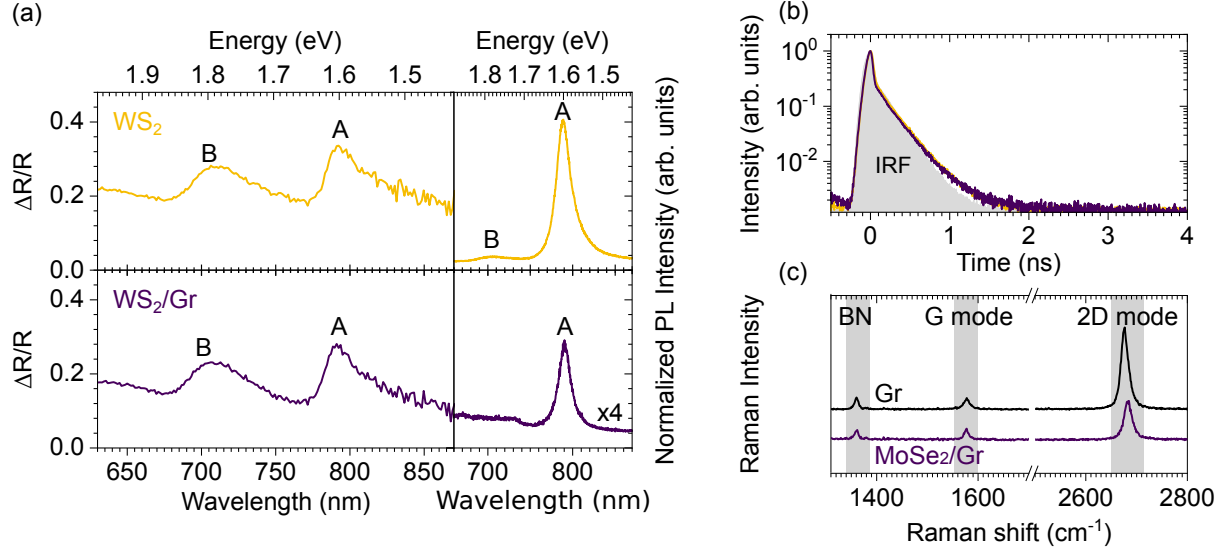 (a)
Energy (eV)
1.9 1.8 1.7 1.6 1.5
Energy (eV)
1.8 1.7 1.6 1.5
ΔR/R
0.4
0.2
0.0
WS₂
B
A
B
A
ΔR/R
0.4
0.2
0.0
WS₂/Gr
B
A
A
x4
650 700 750 800 850
Wavelength (nm)
700 800
Wavelength (nm)
Normalized PL Intensity (arb. units)
(b)
Intensity (arb. units)
10⁰
10⁻¹
10⁻²
IRF
0 1 2 3 4
Time (ns)
(c)
Raman Intensity
BN G mode 2D mode
Gr
MoSe₂/Gr
1400 1600 2600 2800
Raman shift (cm⁻¹)